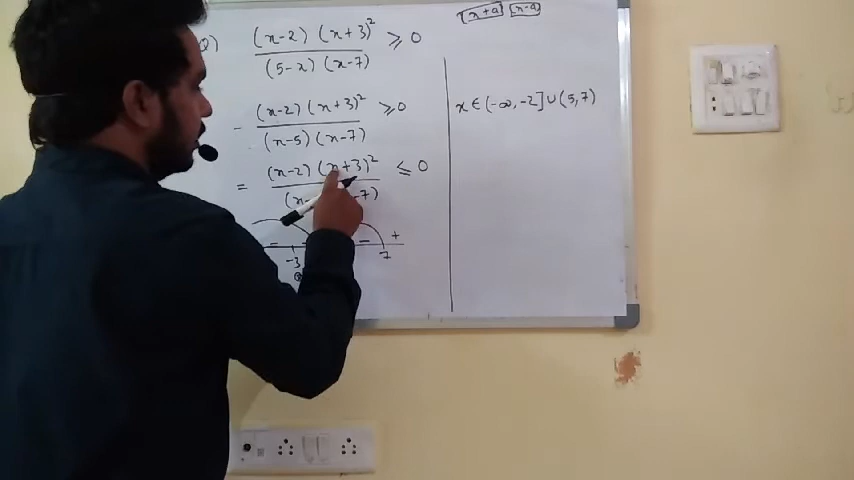 Q) (x-2) (x+3)² / (5-x) (x-7) ≥ 0
- (x-2) (x+3)² / (x-5) (x-7) ≥ 0
= (x-2) (x+3)² / (x -7) ≤ 0
- - +
-3 7
x+a x-a
x ∈ (-∞, -2] ∪ (5, 7)